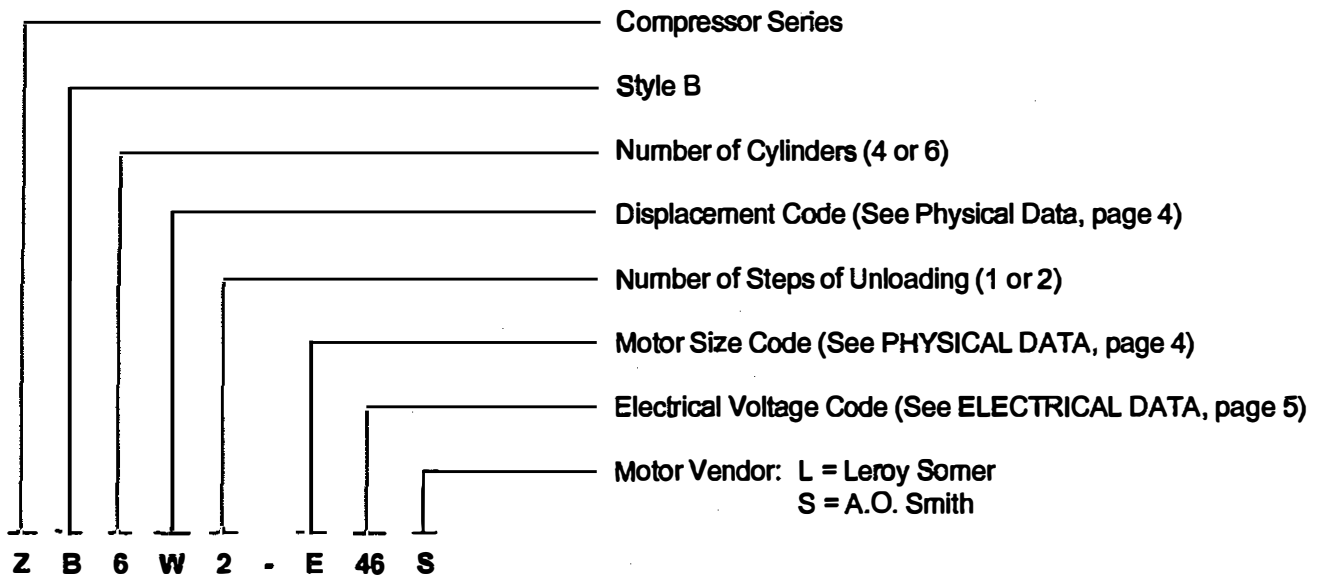 Compressor Series
Style B
Number of Cylinders (4 or 6)
Displacement Code (See Physical Data, page 4)
Number of Steps of Unloading (1 or 2)
Motor Size Code (See PHYSICAL DATA, page 4)
Electrical Voltage Code (See ELECTRICAL DATA, page 5)
Motor Vendor: L = Leroy Somer
S = A.O. Smith
Z B 6 W 2 - E 46 S